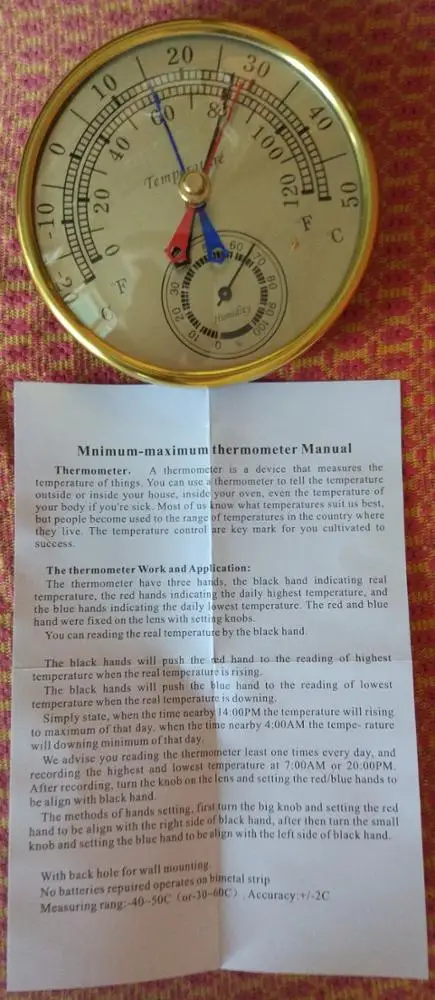 -20 -10 0 10 20 30 40 50
0 20 40 60 80 100 120
Temperature
F F
C C
0 10 20 30 60 70 80 90 100
Humidity
%
Mnimum-maximum thermometer Manual
Thermometer. A thermometer is a device that measures the
temperature of things. You can use a thermometer to tell the temperature
outside or inside your house, inside your oven, even the temperature of
your body if you're sick. Most of us know what temperatures suit us best,
but people become used to the range of temperatures in the country where
they live. The temperature control are key mark for you cultivated to
success.
The thermometer Work and Application:
The thermometer have three hands, the black hand indicating real
temperature, the red hands indicating the daily highest temperature, and
the blue hands indicating the daily lowest temperature. The red and blue
hand were fixed on the lens with setting knobs.
You can reading the real temperature by the black hand.
The black hands will push the red hand to the reading of highest
temperature when the real temperature is rising.
The black hands will push the blue hand to the reading of lowest
temperature when the real temperature is downing.
Simply state, when the time nearby 14:00PM the temperature will rising
to maximum of that day. when the time nearby 4:00AM the tempe- rature
will downing minimum of that day.
We advise you reading the thermometer least one times every day, and
recording the highest and lowest temperature at 7:00AM or 20:00PM.
After recording, turn the knob on the lens and setting the red/blue hands to
be align with black hand.
The methods of hands setting, first turn the big knob and setting the red
hand to be align with the right side of black hand, after then turn the small
knob and setting the blue hand to be align with the left side of black hand.
With back hole for wall mounting.
No batteries repuired operates on bimetal strip
Measuring rang:-40~50C (or-30~60C). Accuracy:+/-2C